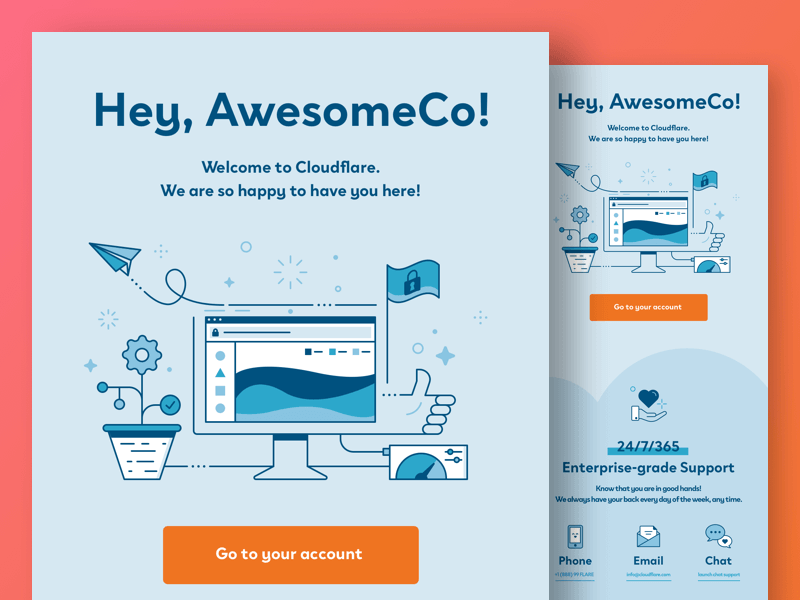 Hey, AwesomeCo!
Welcome to Cloudflare.
We are so happy to have you here!
Go to your account
Hey, AwesomeCo!
Welcome to Cloudflare.
We are so happy to have you here!
Go to your account
24/7/365
Enterprise-grade Support
Know that you are in good hands!
We always have your back every day of the week, any time.
Phone
Email
Chat
+1 (888) 99 FLARE
info@cloudflare.com
launch chat support